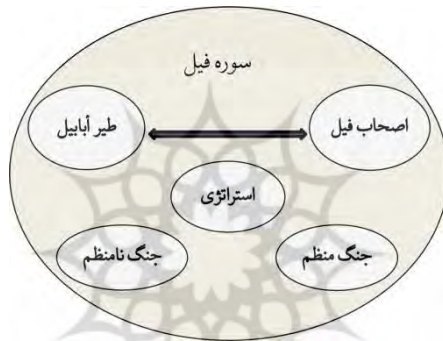 سوره فیل
اصحاب فیل
طیر أبابیل
استراتژی
جنگ منظم
جنگ نامنظم